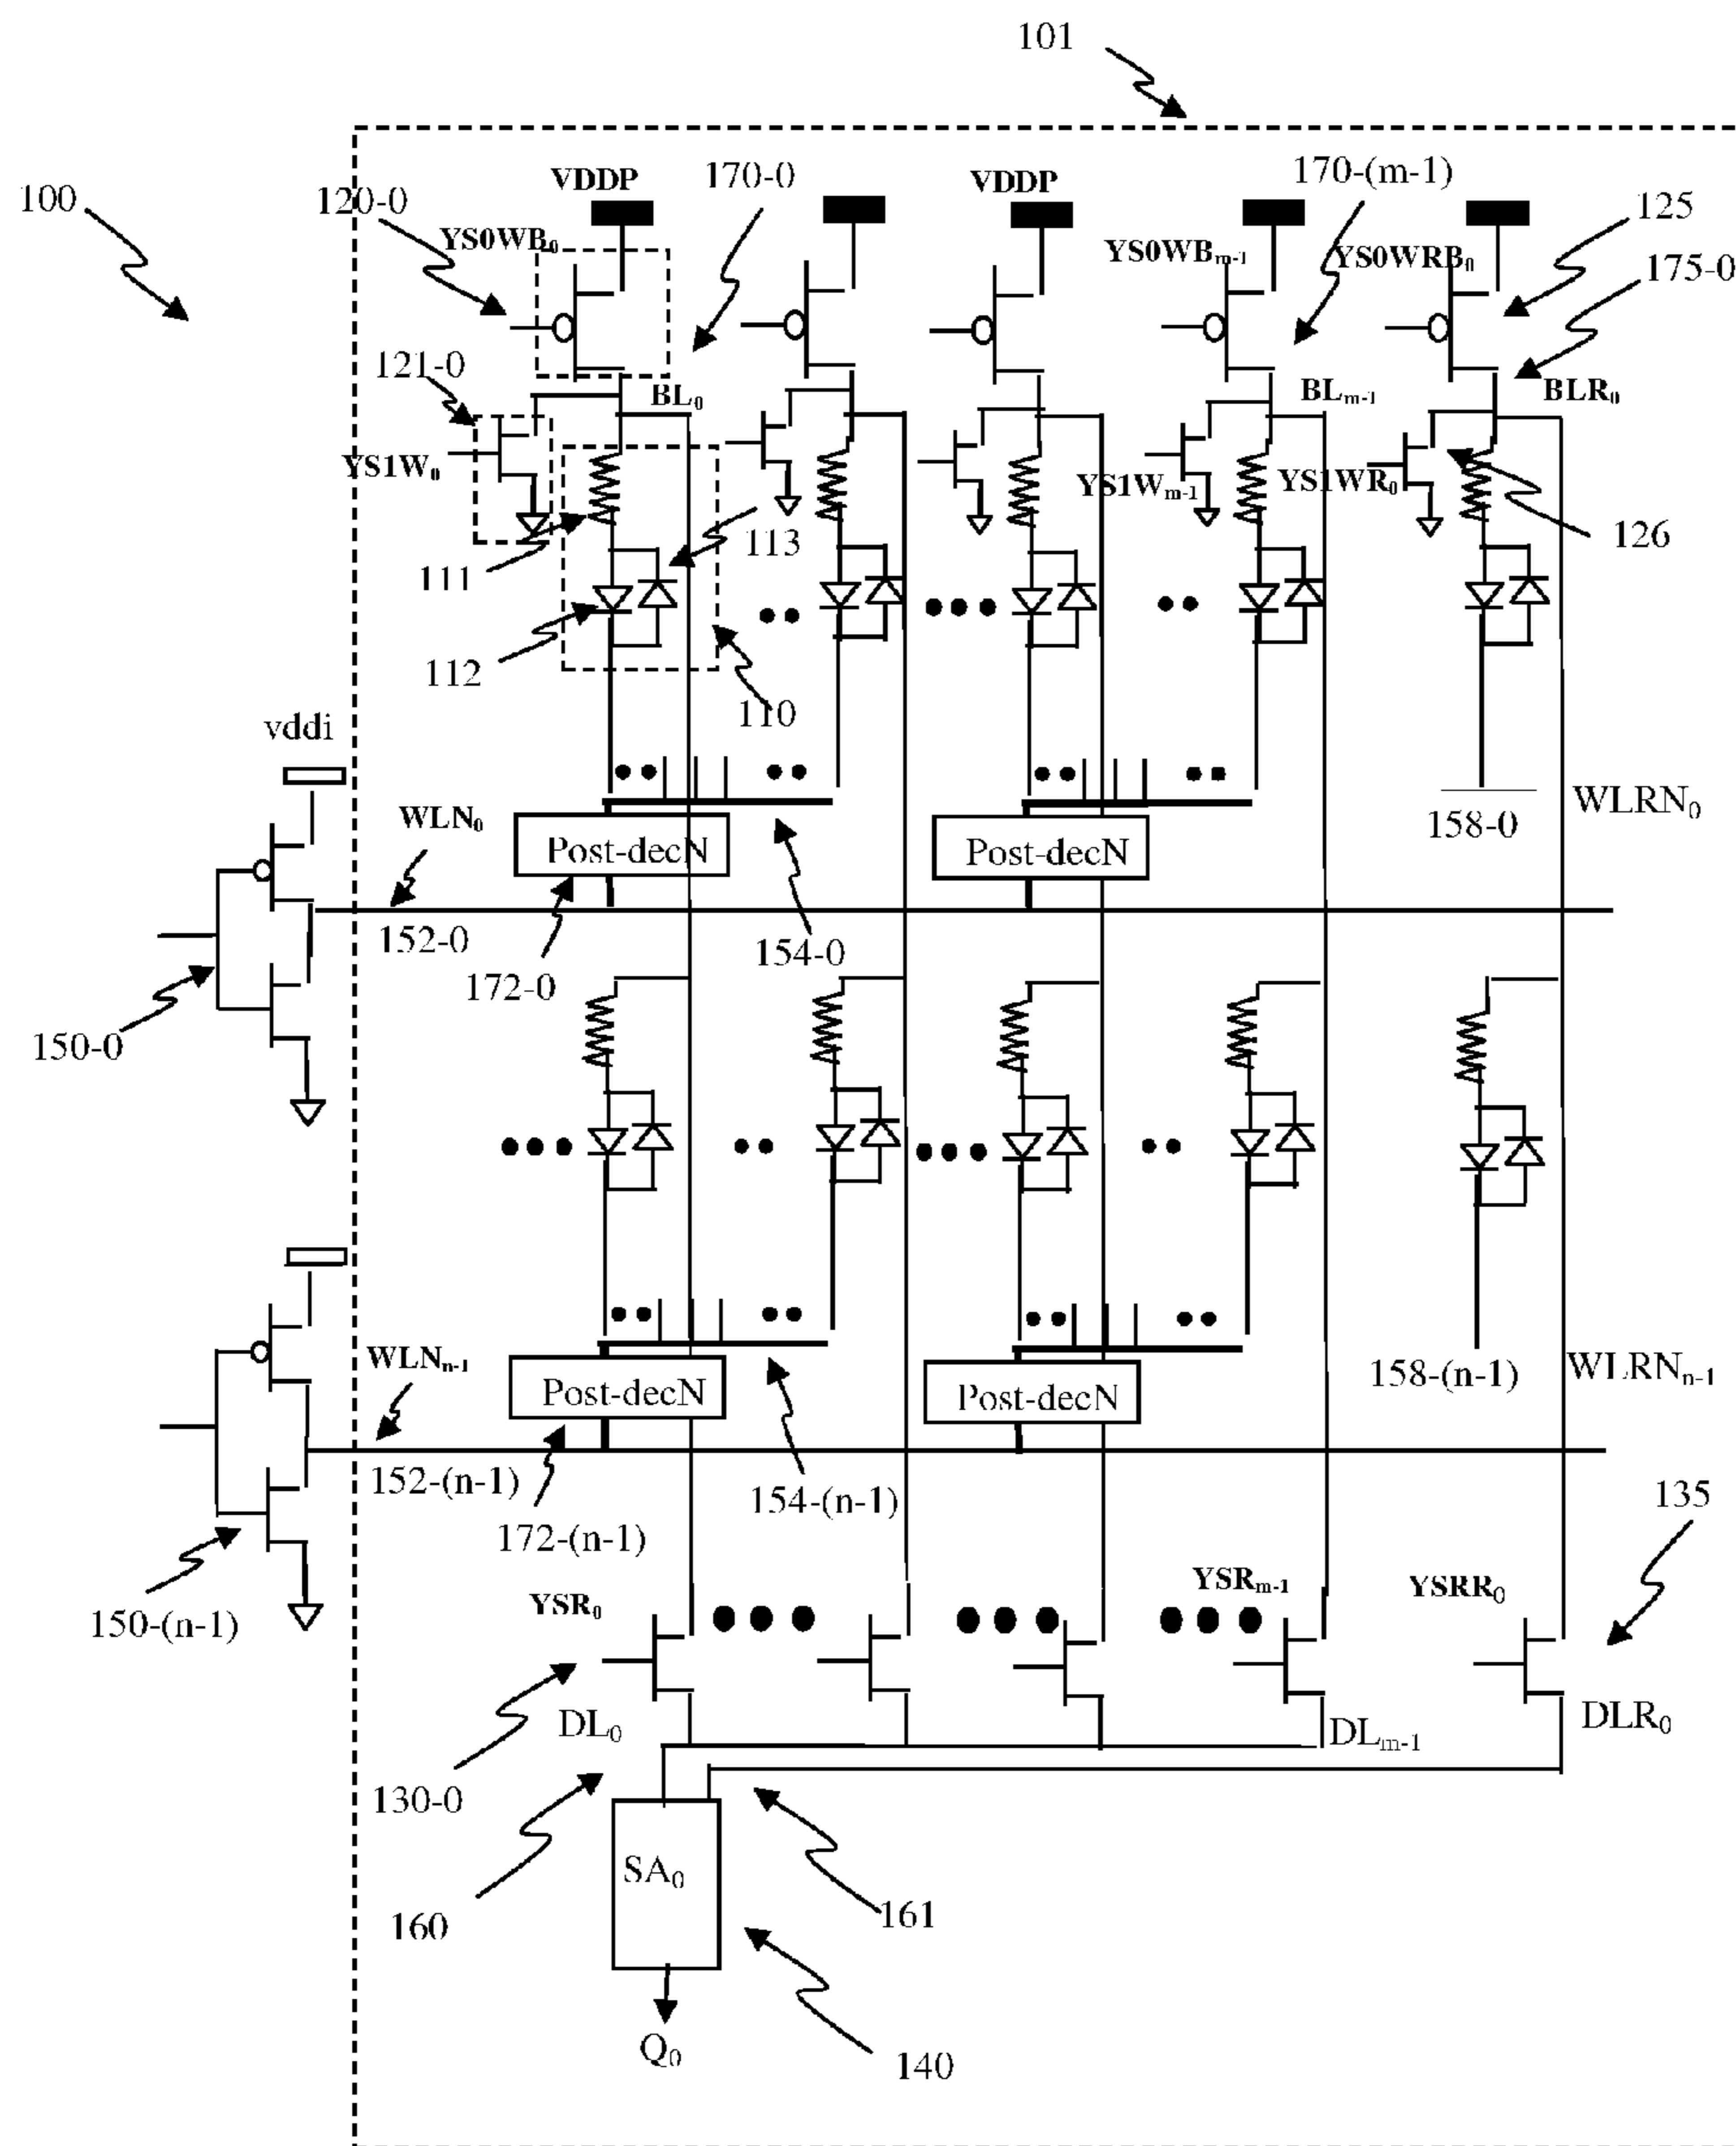 101
100
120-0
VDDP
170-0
VDDP
170-(m-1)
125
YS0WB0
YS0WBm-1
YS0WRB0
175-0
121-0
BL0
BLm-1
BLR0
YS1W0
YS1Wm-1
YS1WR0
111
113
126
112
110
vddi
WLN0
Post-decN
Post-decN
158-0
WLRN0
152-0
172-0
154-0
150-0
WLNn-1
Post-decN
Post-decN
158-(n-1)
WLRNn-1
152-(n-1)
172-(n-1)
154-(n-1)
135
150-(n-1)
YSR0
YSRm-1
YSRR0
DL0
DLm-1
DLR0
130-0
SA0
160
161
Q0
140